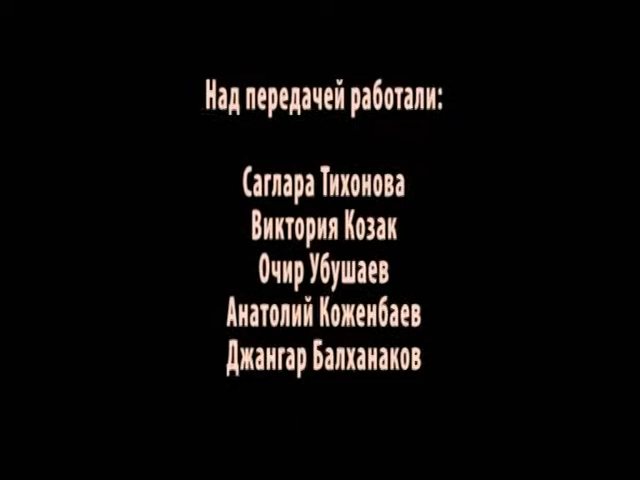 Над передачей работали:
Саглара Тихонова
Виктория Козак
Очир Убушаев
Анатолий Коженбаев
Джангар Балханаков